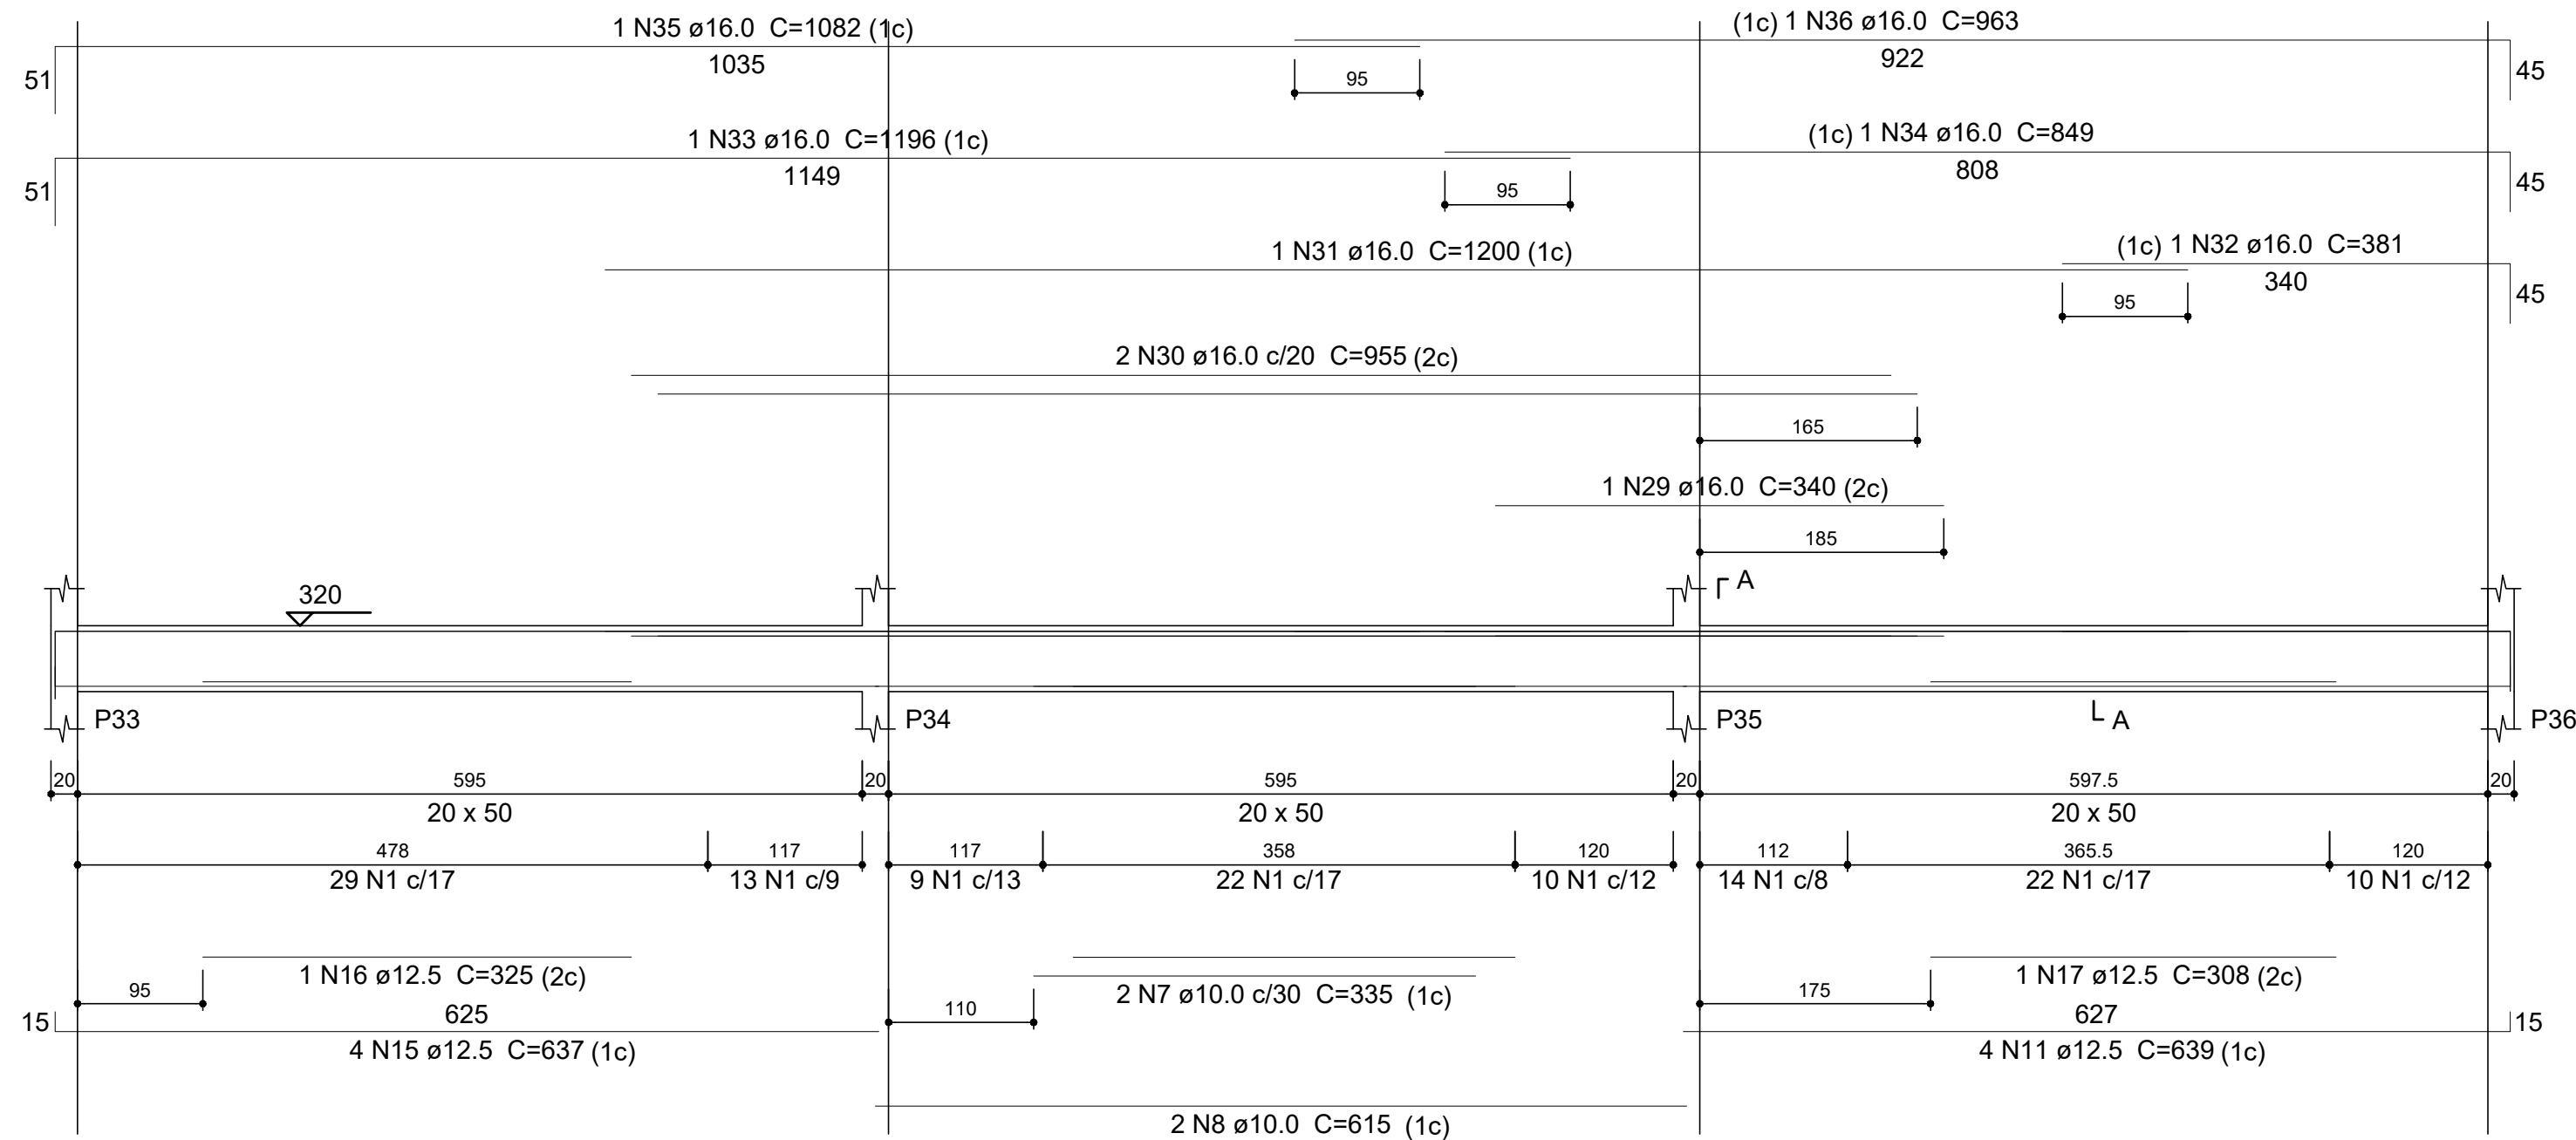 1 N35 ø16.0 C=1082 (1c)
(1c) 1 N36 ø16.0 C=963
1035
922
51
95
45
1 N33 ø16.0 C=1196 (1c)
(1c) 1 N34 ø16.0 C=849
1149
808
51
95
45
1 N31 ø16.0 C=1200 (1c)
(1c) 1 N32 ø16.0 C=381
340
95
45
2 N30 ø16.0 c/20 C=955 (2c)
165
1 N29 ø16.0 C=340 (2c)
185
A
320
P33
P34
P35
A
P36
20
595
20
595
20
597.5
20
20 x 50
20 x 50
20 x 50
478
117
117
358
120
112
365.5
120
29 N1 c/17
13 N1 c/9
9 N1 c/13
22 N1 c/17
10 N1 c/12
14 N1 c/8
22 N1 c/17
10 N1 c/12
1 N16 ø12.5 C=325 (2c)
2 N7 ø10.0 c/30 C=335 (1c)
1 N17 ø12.5 C=308 (2c)
95
110
175
15
625
627
15
4 N15 ø12.5 C=637 (1c)
4 N11 ø12.5 C=639 (1c)
2 N8 ø10.0 C=615 (1c)